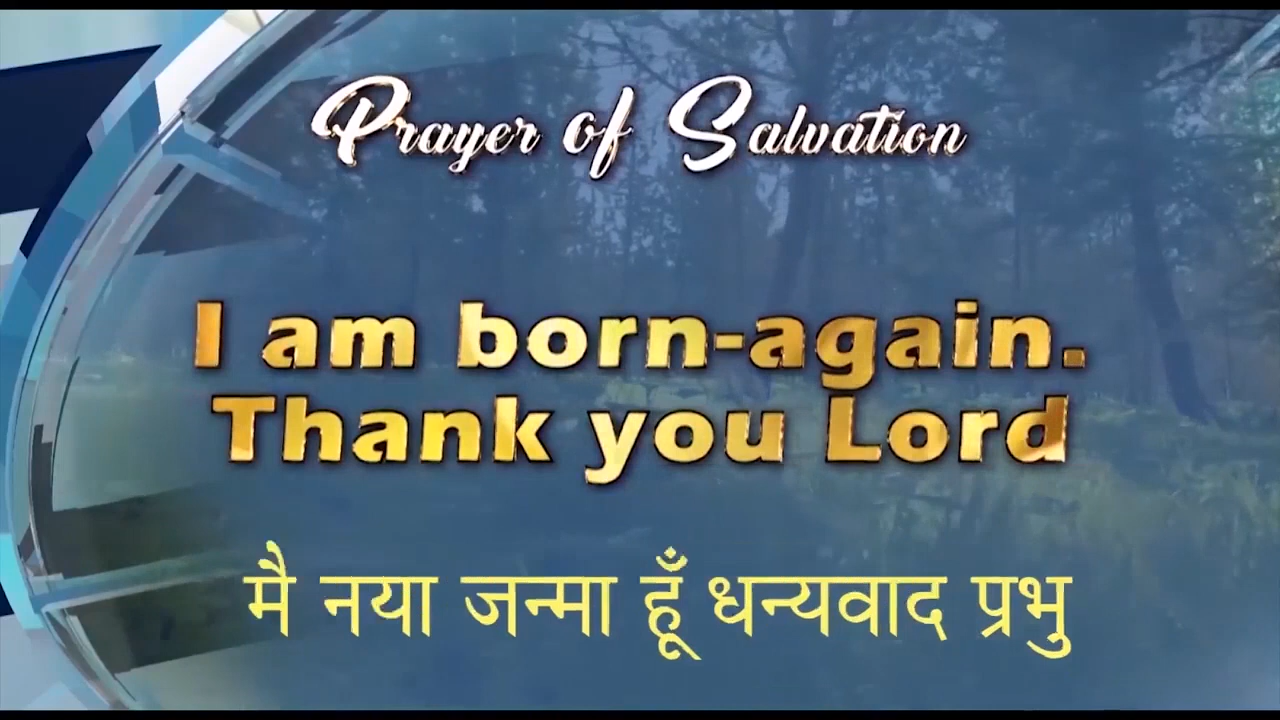 Prayer of Salvation
I am born-again.
Thank you Lord
मै नया जन्मा हूँ धन्यवाद प्रभु